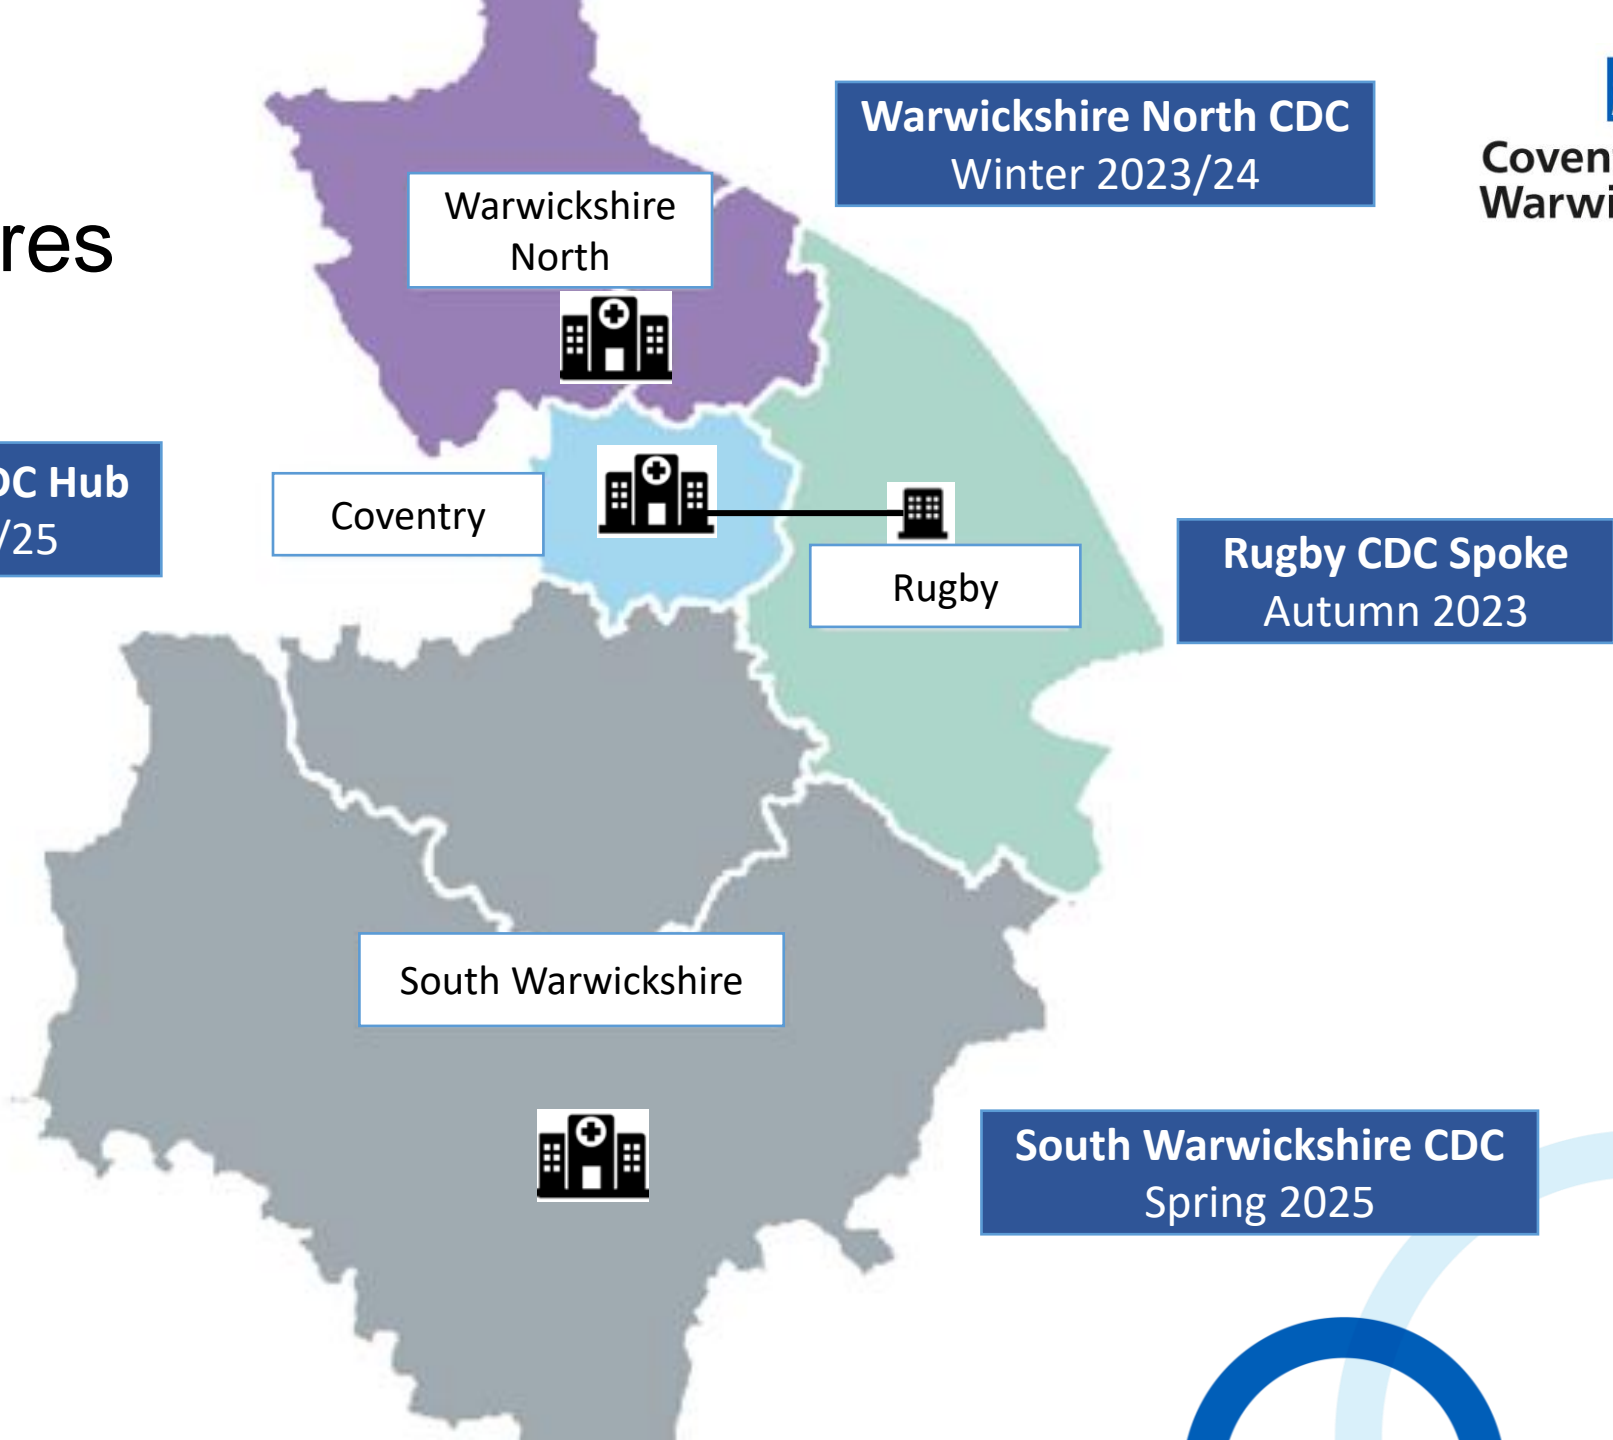 Warwickshire North CDC
Winter 2023/24
Warwickshire
North
Hub
/25
Coventry
Rugby
Rugby CDC Spoke
Autumn 2023
South Warwickshire
South Warwickshire CDC
Spring 2025